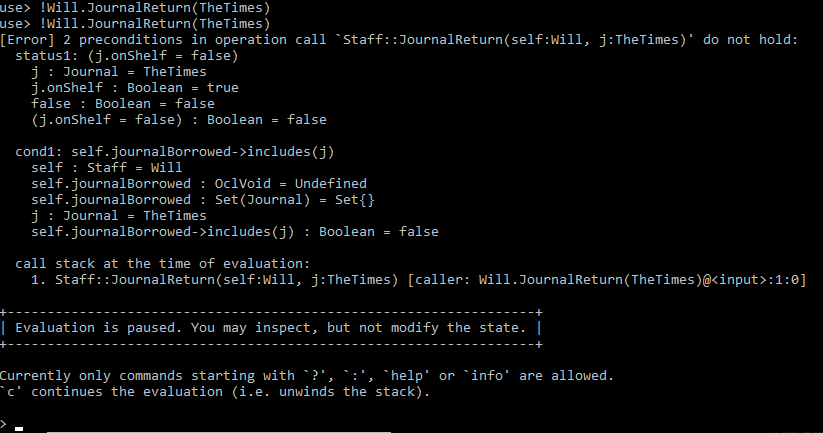 use> !Will.JournalReturn(TheTimes)
use> !Will.JournalReturn(TheTimes)
[Error] 2 preconditions in operation call `Staff::JournalReturn(self:Will, j:TheTimes)' do not hold:
  status1: (j.onShelf = false)
    j : Journal = TheTimes
    j.onShelf : Boolean = true
    false : Boolean = false
    (j.onShelf = false) : Boolean = false

  cond1: self.journalBorrowed->includes(j)
    self : Staff = Will
    self.journalBorrowed : OclVoid = Undefined
    self.journalBorrowed : Set(Journal) = Set{}
    j : Journal = TheTimes
    self.journalBorrowed->includes(j) : Boolean = false

  call stack at the time of evaluation:
    1. Staff::JournalReturn(self:Will, j:TheTimes) [caller: Will.JournalReturn(TheTimes)@<input>:1:0]

+------------------------------------------------------------------+
| Evaluation is paused. You may inspect, but not modify the state. |
+------------------------------------------------------------------+

Currently only commands starting with `?', `:', `help' or `info' are allowed.
`c' continues the evaluation (i.e. unwinds the stack).

> _